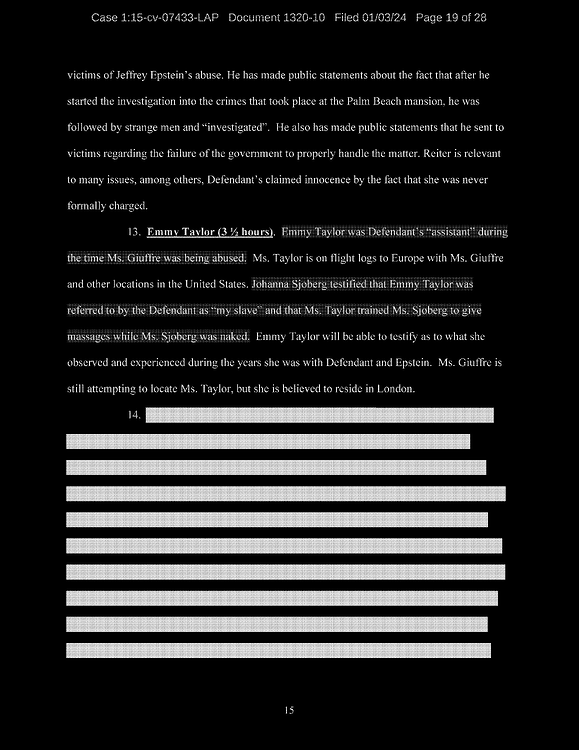 Case 1:15-cv-07433-LAP Document 1320-10 Filed 01/03/24 Page 19 of 28
victims of Jeffrey Epstein's abuse. He has made public statements about the fact that after he
started the investigation into the crimes that took place at the Palm Beach mansion, he was
followed by strange men and “investigated”. He also has made public statements that he sent to
victims regarding the failure of the government to properly handle the matter. Reiter is relevant
to many issues, among others, Defendant's claimed innocence by the fact that she was never
formally charged.
13. Emmy Taylor (3 ½ hours). Emmy Taylor was Defendant's “assistant” during
the time Ms. Giuffre was being abused. Ms. Taylor is on flight logs to Europe with Ms. Giuffre
and other locations in the United States. Johanna Sjoberg testified that Emmy Taylor was
referred to by the Defendant as “my slave” and that Ms. Taylor trained Ms. Sjoberg to give
massages while Ms. Sjoberg was naked. Emmy Taylor will be able to testify as to what she
observed and experienced during the years she was with Defendant and Epstein. Ms. Giuffre is
still attempting to locate Ms. Taylor, but she is believed to reside in London.
14.
15